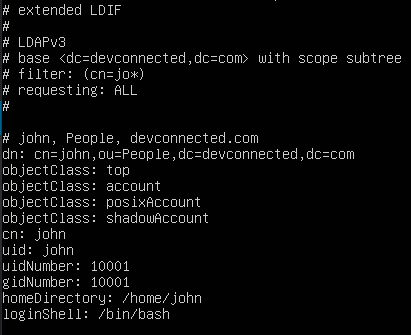 # extended LDIF
#
# LDAPv3
# base <dc=devconnected,dc=com> with scope subtree
# filter: (cn=jo*)
# requesting: ALL
#
# john, People, devconnected.com
dn: cn=john,ou=People,dc=devconnected,dc=com
objectClass: top
objectClass: account
objectClass: posixAccount
objectClass: shadowAccount
cn: john
uid: john
uidNumber: 10001
gidNumber: 10001
homeDirectory: /home/john
loginShell: /bin/bash